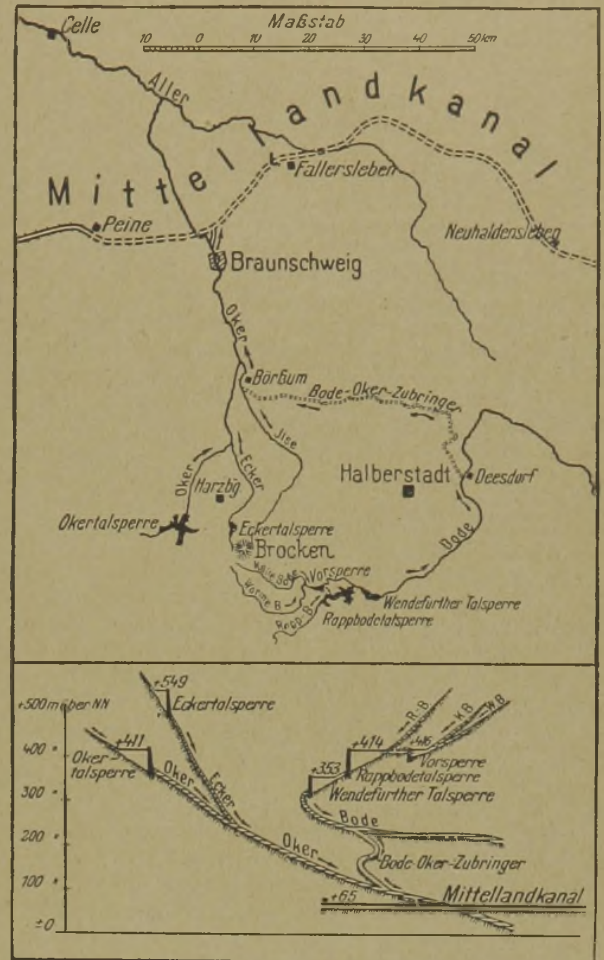 Celle
Maßstab
10 0 10 20 30 40 50 km
Aller
Mittellandkanal
Fallersleben
Peine
Neuhaldensleben
Braunschweig
Oker
Börßum
Bode-Oker-Zubringer
Ilse
Oker
Ecker
Harzbg
Halberstadt
Deesdorf
Okertalsperre
Eckertalsperre
Brocken
Bode
Vorsperre
Warme B
Wendefurther Talsperre
Rapp B
Rappbodetalsperre
+549
+500 m über NN
Eckertalsperre
R-B
K B
W B
+411
+414
+416
400 "
Oker-
talsperre
Vorsperre
+353
Rappbodetalsperre
300 "
Oker
Ecker
Wendefurther Talsperre
Bode
200 "
Oker
Bode-Oker-Zubringer
100 "
+65
Mittellandkanal
±0